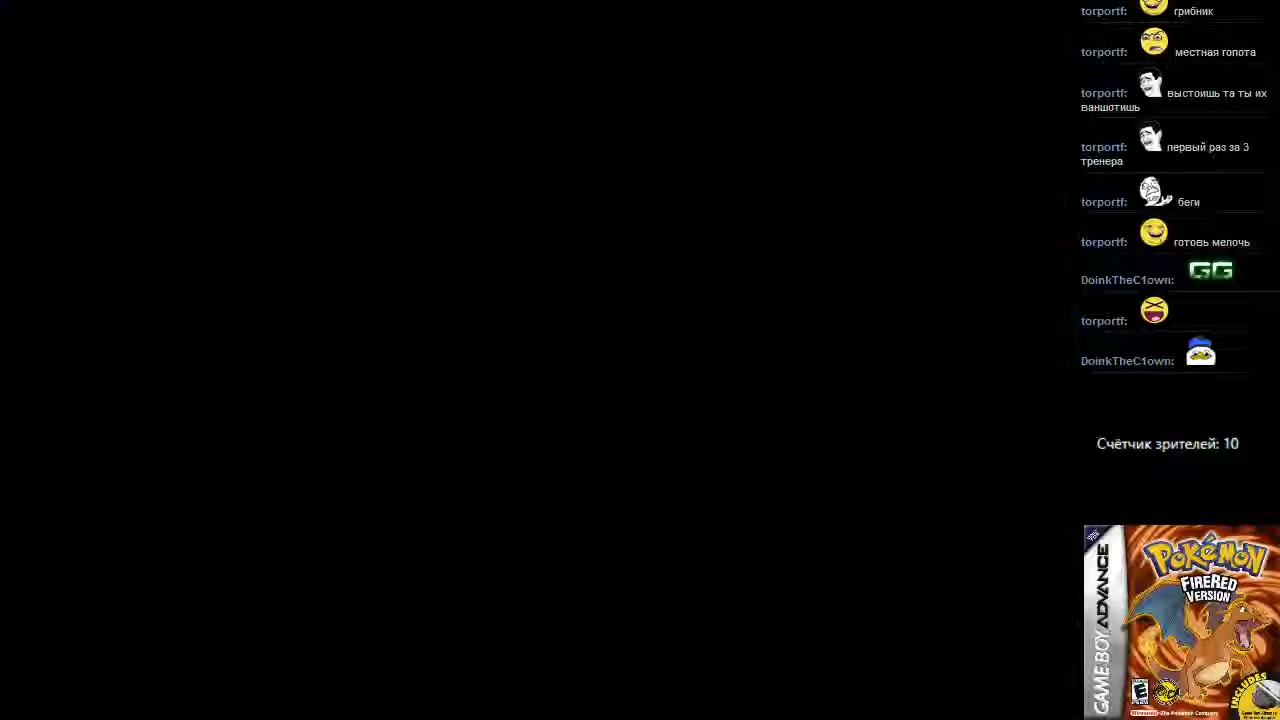 torportf: грибник
torportf: местная гопота
torportf: выстоишь та ты их
ваншотишь
torportf: первый раз за 3
тренера
torportf: беги
torportf: готовь мелочь
DoinkTheC1own: GG
torportf:
DoinkTheC1own:
Счётчик зрителей: 10
GAME BOY ADVANCE
POKéMON
FIRERED
VERSION
E
INCLUDES